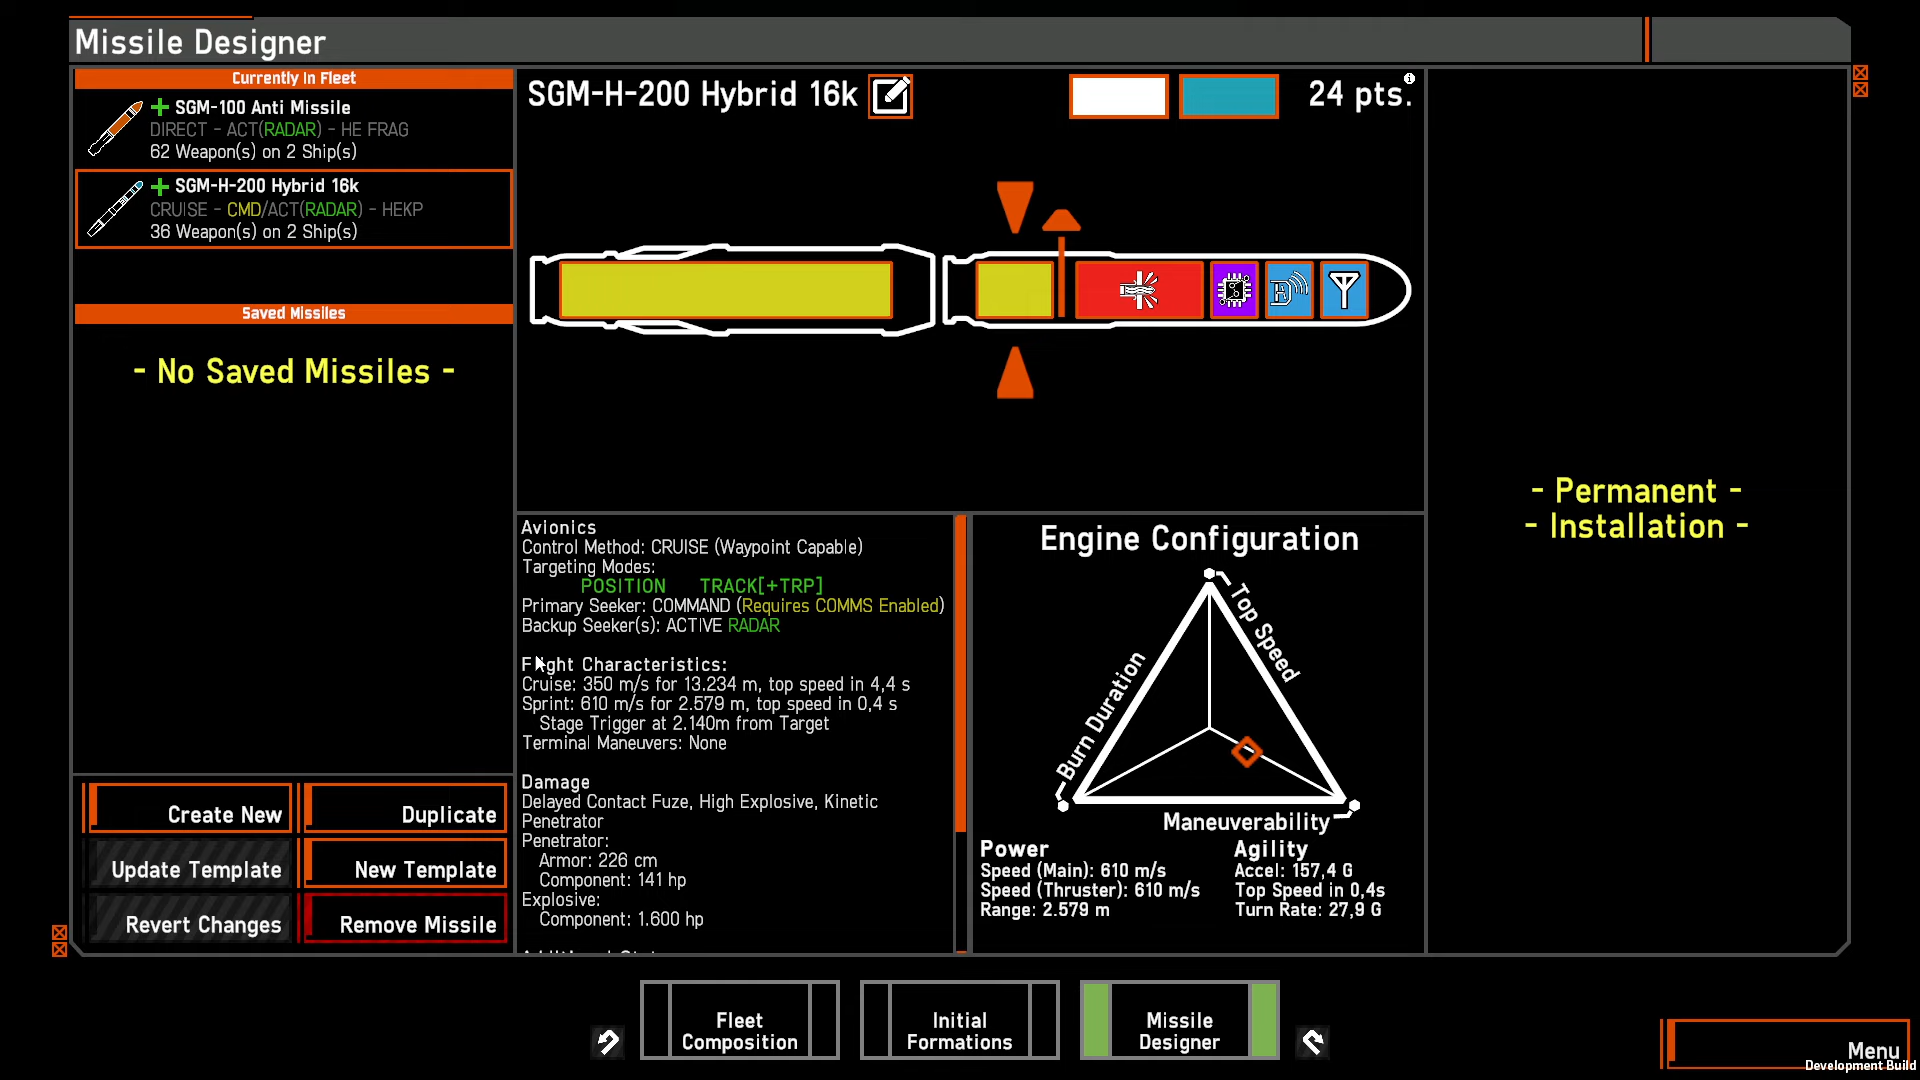 Missile Designer
Currently In Fleet
SGM-100 Anti Missile
DIRECT - ACT(RADAR) - HE FRAG
62 Weapon(s) on 2 Ship(s)
SGM-H-200 Hybrid 16k
CRUISE - CMD/ACT(RADAR) - HEKP
36 Weapon(s) on 2 Ship(s)
Saved Missiles
- No Saved Missiles -
Create New
Duplicate
Update Template
New Template
Revert Changes
Remove Missile
SGM-H-200 Hybrid 16k
24 pts.
Avionics
Control Method: CRUISE (Waypoint Capable)
Targeting Modes:
POSITION TRACK[+TRP]
Primary Seeker: COMMAND (Requires COMMS Enabled)
Backup Seeker(s): ACTIVE RADAR
Flight Characteristics:
Cruise: 350 m/s for 13.234 m, top speed in 4,4 s
Sprint: 610 m/s for 2.579 m, top speed in 0,4 s
Stage Trigger at 2.140m from Target
Terminal Maneuvers: None
Damage
Delayed Contact Fuze, High Explosive, Kinetic
Penetrator
Penetrator:
Armor: 226 cm
Component: 141 hp
Explosive:
Component: 1.600 hp
Engine Configuration
Top Speed
Burn Duration
Maneuverability
Power
Speed (Main): 610 m/s
Speed (Thruster): 610 m/s
Range: 2.579 m
Agility
Accel: 157,4 G
Top Speed in 0,4s
Turn Rate: 27,9 G
- Permanent -
- Installation -
Fleet
Composition
Initial
Formations
Missile
Designer
Menu
Development Build